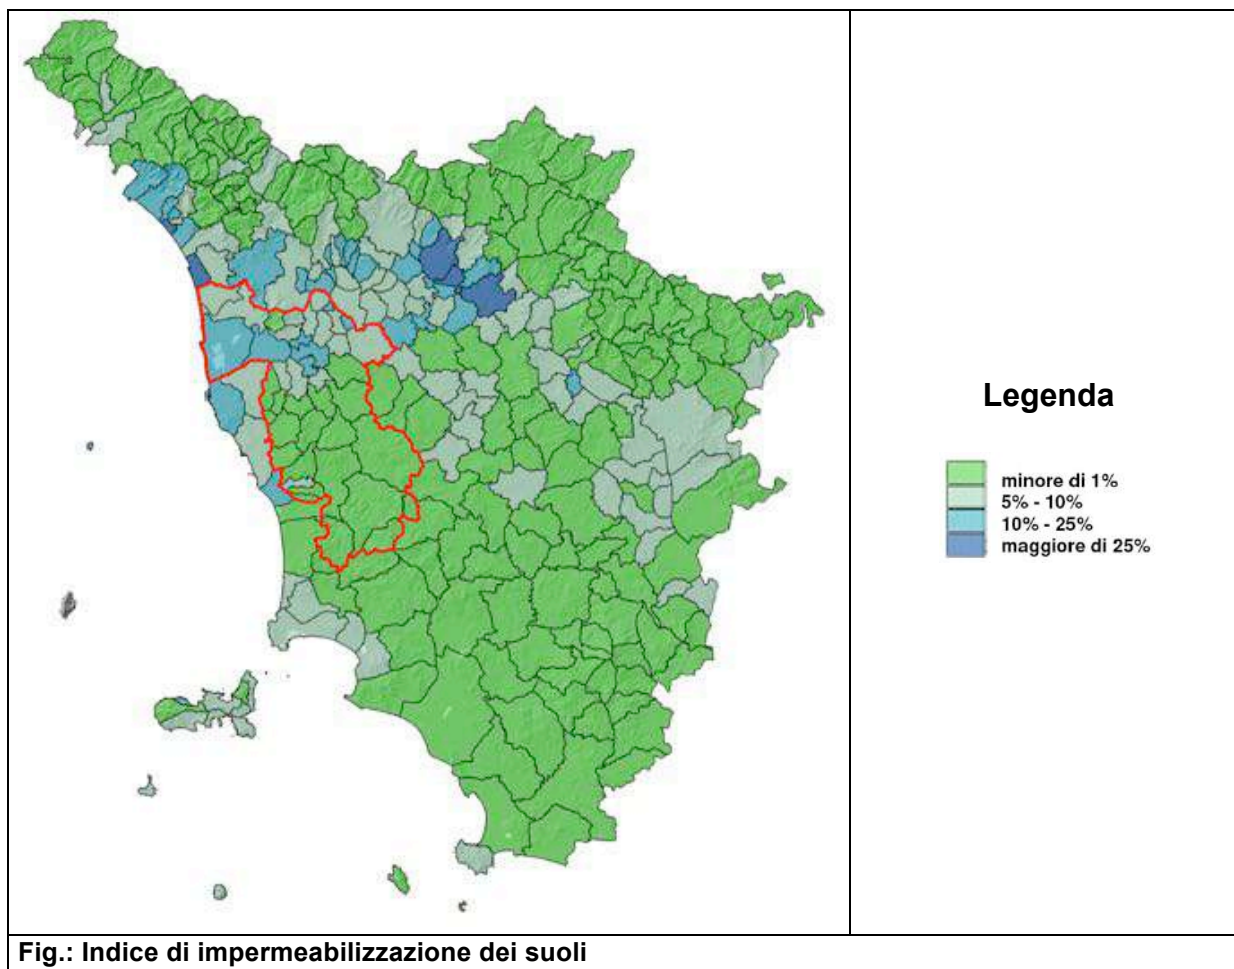 Legenda
minore di 1%
5% - 10%
10% - 25%
maggiore di 25%
Fig.: Indice di impermeabilizzazione dei suoli